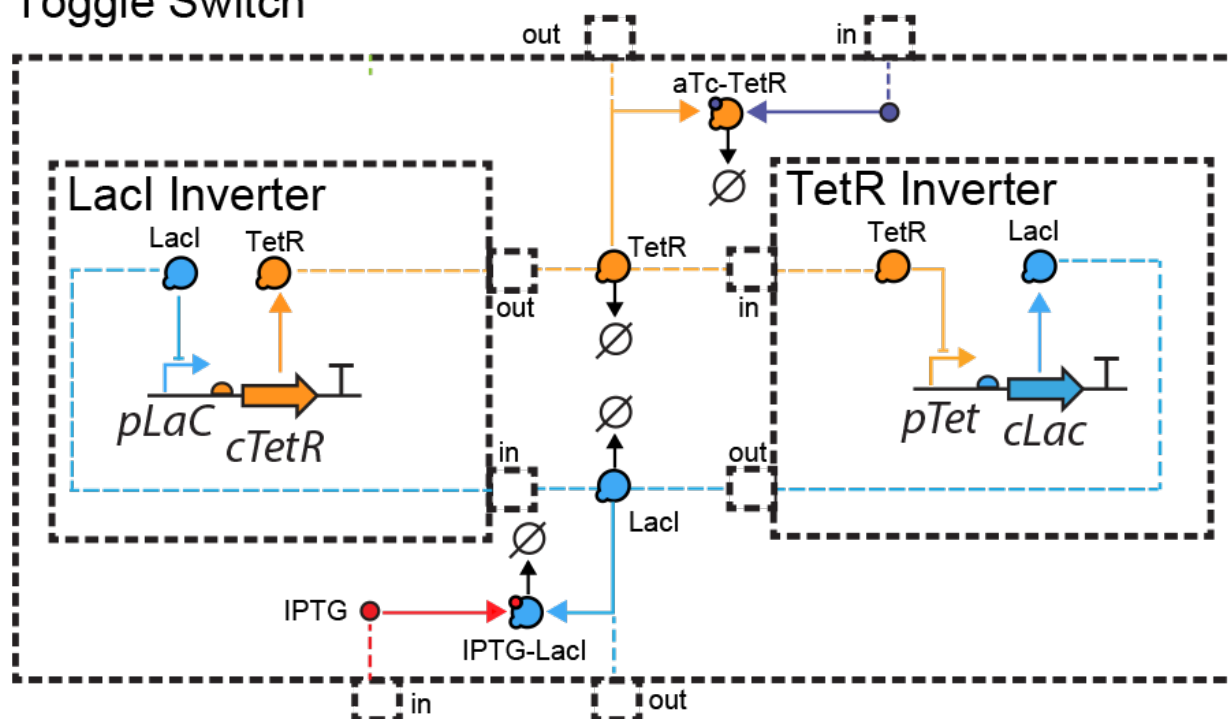 Toggle Switch
out
in
aTc-TetR
∅
LacI Inverter
TetR Inverter
LacI
TetR
TetR
TetR
LacI
out
in
∅
pLaC
cTetR
∅
pTet
cLac
in
out
LacI
∅
IPTG
IPTG-LacI
in
out